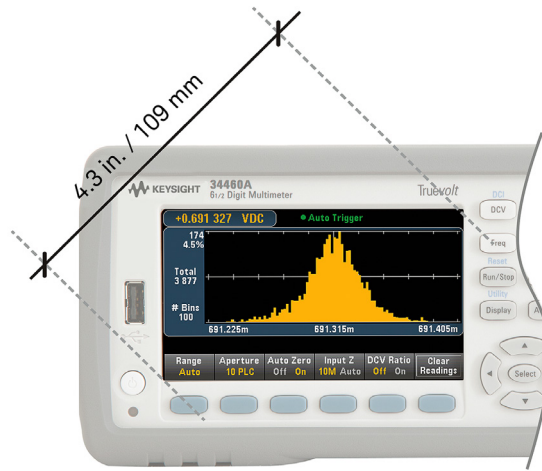 4.3 in. / 109 mm
KEYSIGHT 34460A
6 1/2 Digit Multimeter
Truevolt
DCI
DCV
+0.691 327 VDC
Auto Trigger
174
4.5%
Freq
Reset
Run/Stop
Total
3 877
Utility
Display
A
# Bins
100
691.225m 691.315m 691.405m
Range Aperture Auto Zero Input Z DCV Ratio Clear
Auto 10 PLC Off On 10M Auto Off On Readings
Select